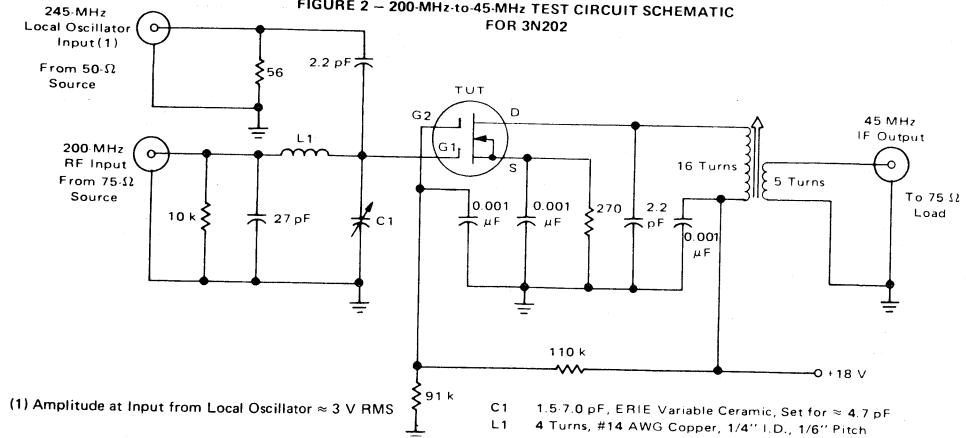 FIGURE 2 – 200-MHz-to-45-MHz TEST CIRCUIT SCHEMATIC
FOR 3N202
245-MHz
Local Oscillator
Input (1)
From 50-Ω
Source
56
2.2 pF
TUT
G2
D
G1
S
L1
200-MHz
RF Input
From 75-Ω
Source
10 k
27 pF
C1
0.001
μF
0.001
μF
270
2.2
pF
0.001
μF
16 Turns
5 Turns
45 MHz
IF Output
To 75 Ω
Load
110 k
+18 V
91 k
(1) Amplitude at Input from Local Oscillator ≈ 3 V RMS
C1 1.5-7.0 pF, ERIE Variable Ceramic, Set for ≈ 4.7 pF
L1 4 Turns, #14 AWG Copper, 1/4" I.D., 1/6" Pitch